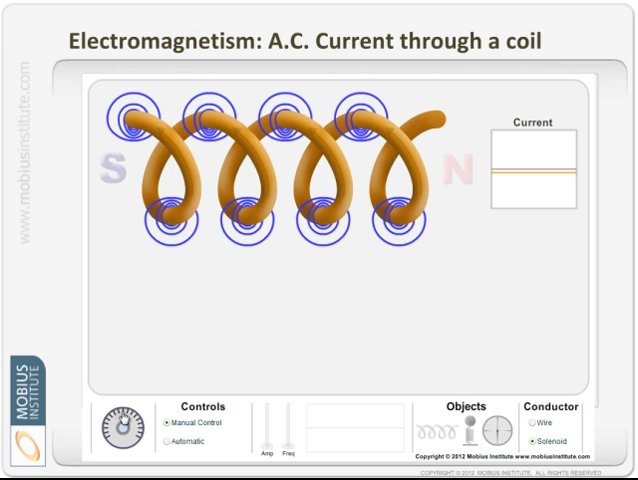 Electromagnetism: A.C. Current through a coil
www.mobiusinstitute.com
Current
S
N
MOBIUS
INSTITUTE
Controls
Manual Control
Automatic
Amp
Freq
Objects
Conductor
Wire
Solenoid
Copyright © 2012 Mobius Institute www.mobiusinstitute.com
COPYRIGHT © 2012 MOBIUS INSTITUTE. ALL RIGHTS RESERVED